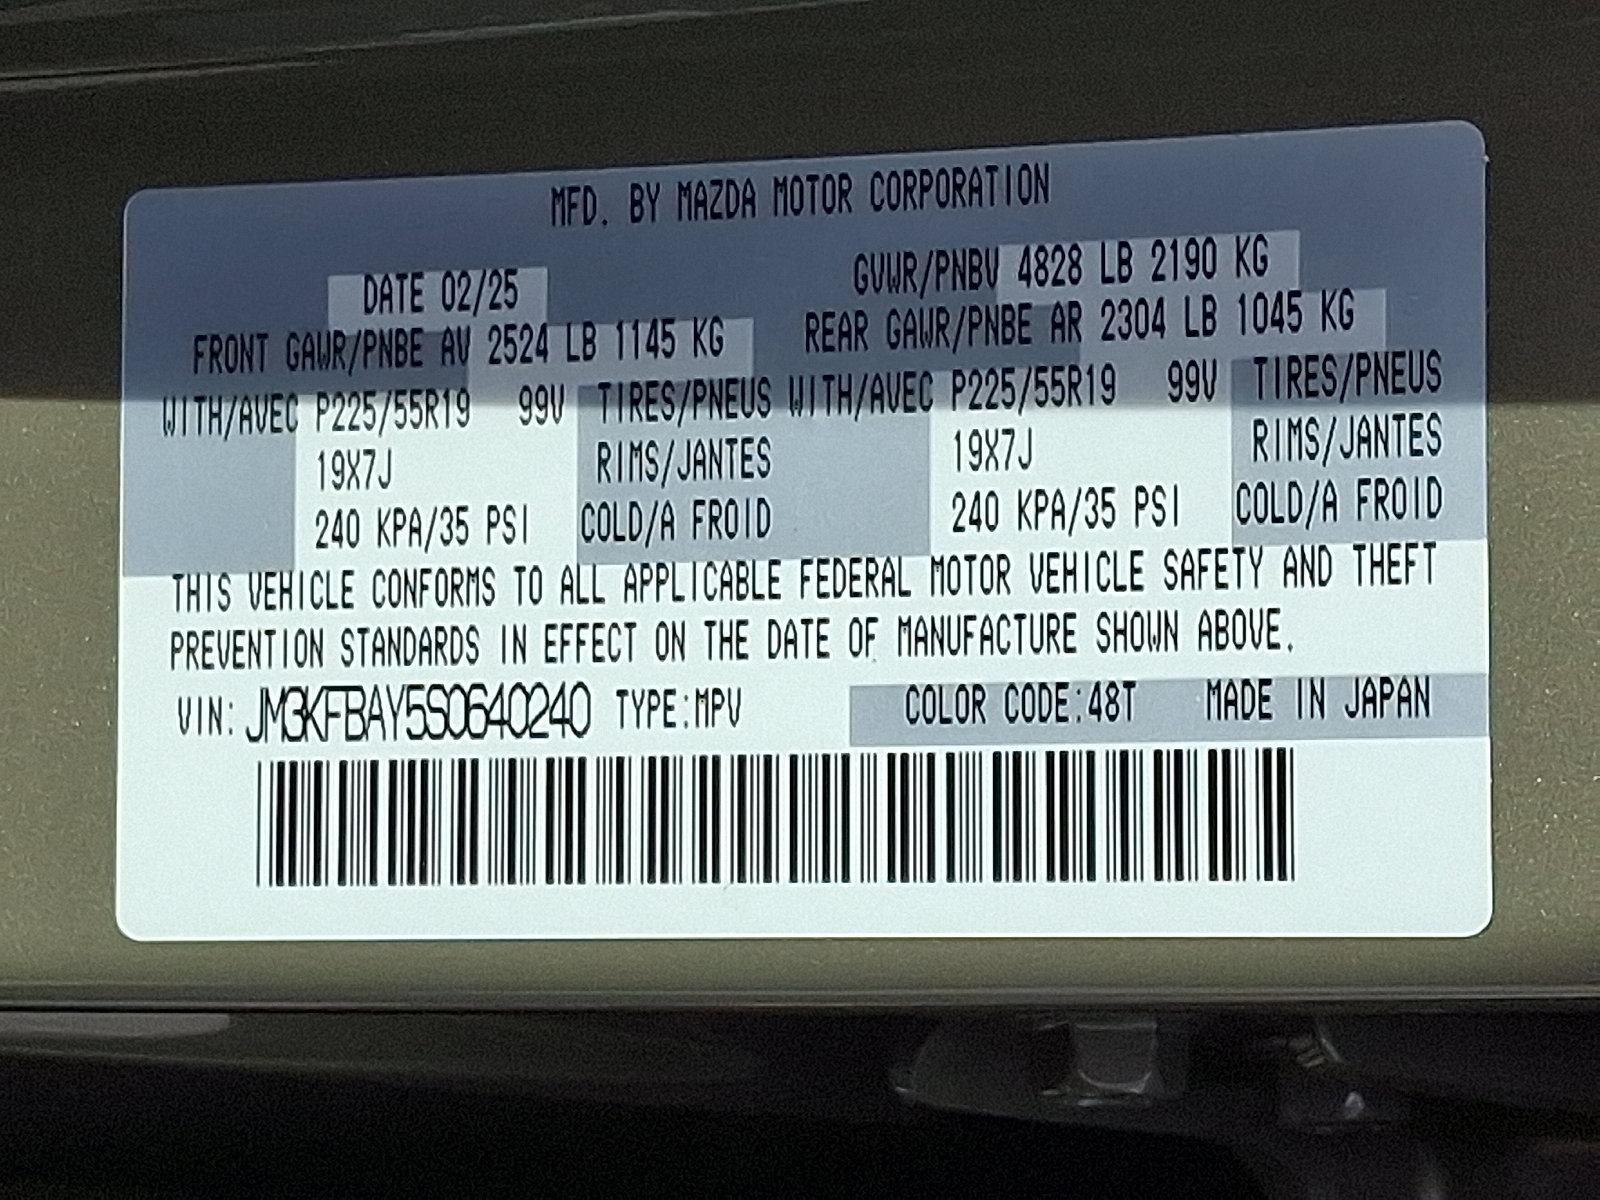 MFD. BY MAZDA MOTOR CORPORATION
DATE 02/25 GVWR/PNBV 4828 LB 2190 KG
FRONT GAWR/PNBE AV 2524 LB 1145 KG REAR GAWR/PNBE AR 2304 LB 1045 KG
WITH/AVEC P225/55R19 99V TIRES/PNEUS WITH/AVEC P225/55R19 99V TIRES/PNEUS
19X7J RIMS/JANTES 19X7J RIMS/JANTES
240 KPA/35 PSI COLD/A FROID 240 KPA/35 PSI COLD/A FROID
THIS VEHICLE CONFORMS TO ALL APPLICABLE FEDERAL MOTOR VEHICLE SAFETY AND THEFT
PREVENTION STANDARDS IN EFFECT ON THE DATE OF MANUFACTURE SHOWN ABOVE.
VIN: JM3KFBAY5S0640240 TYPE:MPV COLOR CODE:48T MADE IN JAPAN